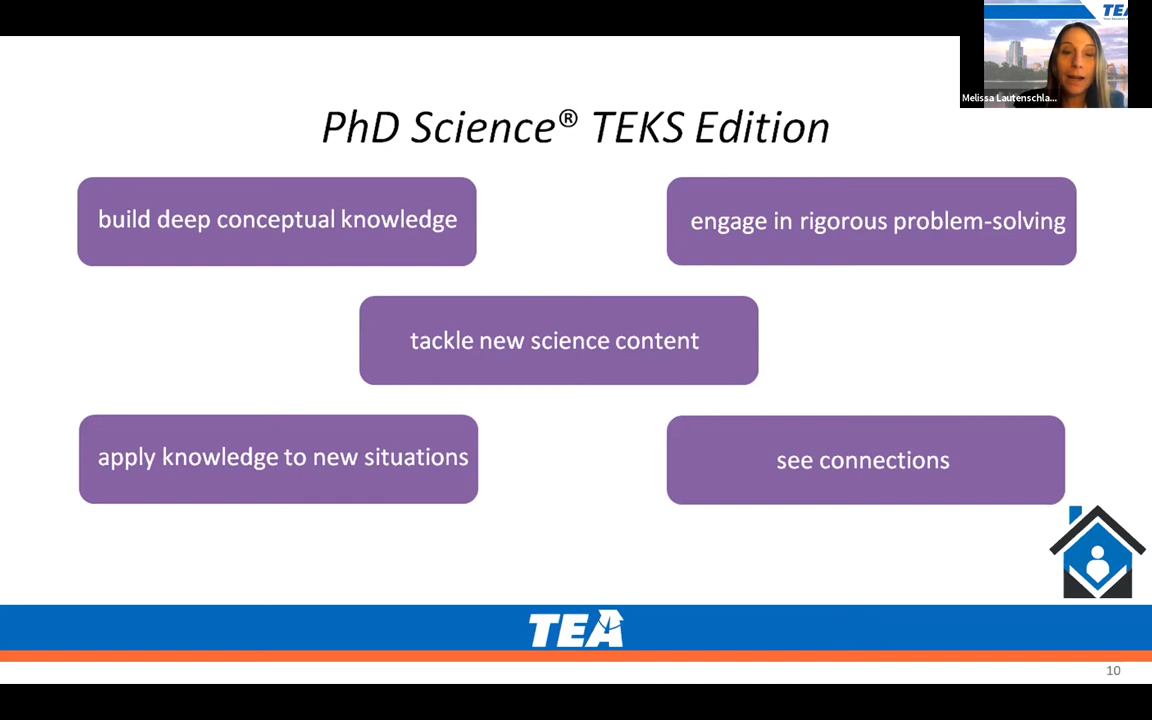 TEA
Melissa Lautenschla...
PhD Science® TEKS Edition
build deep conceptual knowledge
engage in rigorous problem-solving
tackle new science content
apply knowledge to new situations
see connections
TEA
10